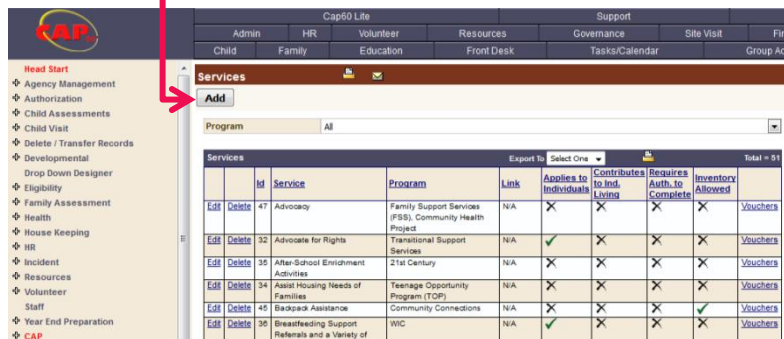 CAP
Cap60 Lite Support
Admin HR Volunteer Resources Governance Site Visit
Child Family Education Front Desk Tasks/Calendar Group
Head Start
Agency Management
Authorization
Child Assessments
Child Visit
Delete / Transfer Records
Developmental
Drop Down Designer
Eligibility
Family Assessment
Health
House Keeping
HR
Incident
Resources
Volunteer
Staff
Year End Preparation
CAP
Services
Add
Program All
Services Export To Select One Total = 51
Id Service Program Link Applies to Individuals Contributes to Ind. Living Requires Auth. to Complete Inventory Allowed
Edit Delete 47 Advocacy Family Support Services N/A Vouchers
(FSS), Community Health
Project
Edit Delete 32 Advocate for Rights Transitional Support N/A Vouchers
Services
Edit Delete 35 After-School Enrichment 21st Century N/A Vouchers
Activities
Edit Delete 34 Assist Housing Needs of Teenage Opportunity N/A Vouchers
Families Program (TOP)
Edit Delete 45 Backpack Assistance Community Connections N/A Vouchers
Edit Delete 36 Breastfeeding Support WIC N/A Vouchers
Referrals and a Variety of